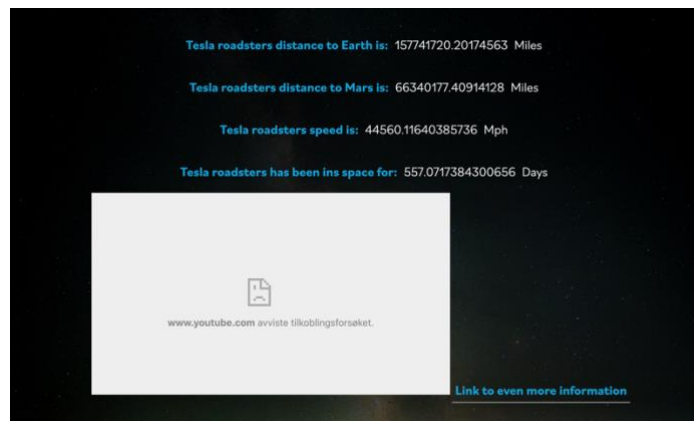 Tesla roadsters distance to Earth is: 157741720.20174563 Miles
Tesla roadsters distance to Mars is: 66340177.40914128 Miles
Tesla roadsters speed is: 44560.11640385736 Mph
Tesla roadsters has been ins space for: 557.0717384300656 Days
www.youtube.com avviste tilkoblingsforsøket.
Link to even more information